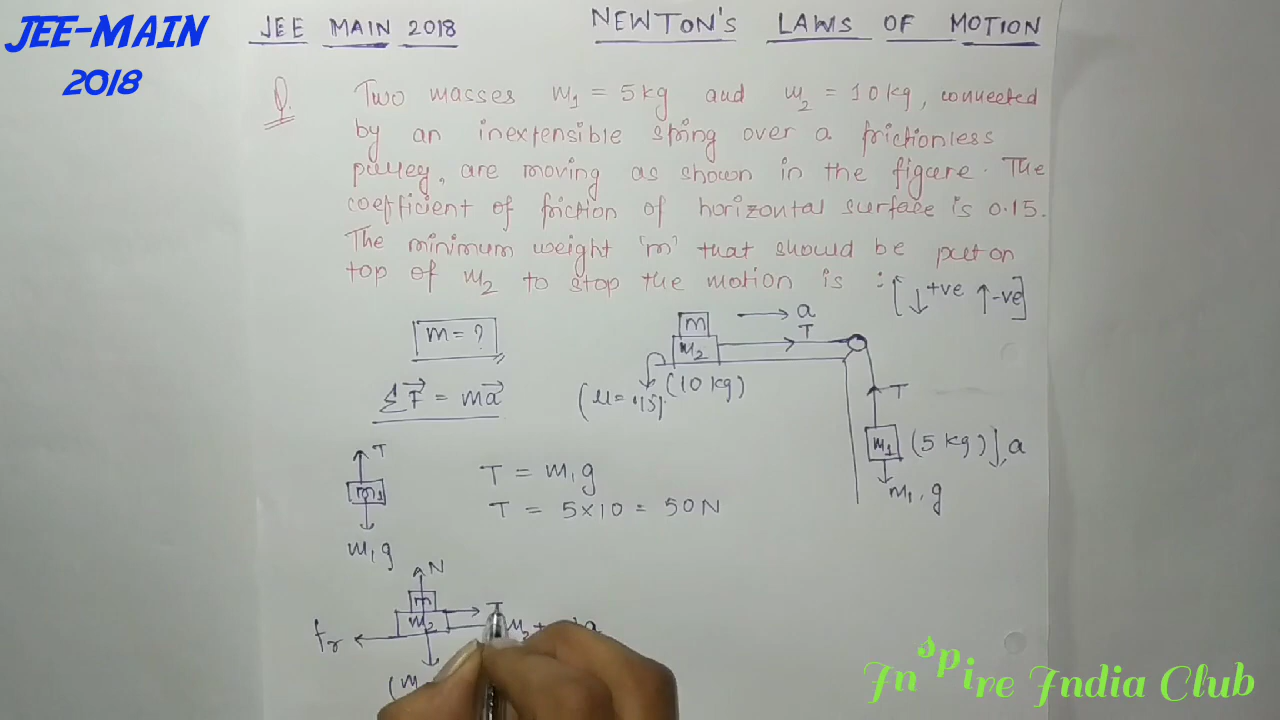 JEE-MAIN
2018
JEE MAIN 2018
NEWTON's LAWS OF MOTION
Q.
Two masses m₁ = 5kg and m₂ = 10kg, connected
by an inextensible string over a frictionless
pulley, are moving as shown in the figure. The
coefficient of friction of horizontal surface is 0.15.
The minimum weight 'm' that should be put on
top of m₂ to stop the motion is :
[↓+ve ↑-ve]
m = ?
ΣF⃗ = ma⃗
m
a
T
m₂
(10 kg)
(μ = .15)
T
m₁
(5 kg)
a
m₁.g
T
m₁
m₁g
T = m₁g
T = 5×10 = 50N
N
m
m₂
T
fr
Inspire India Club